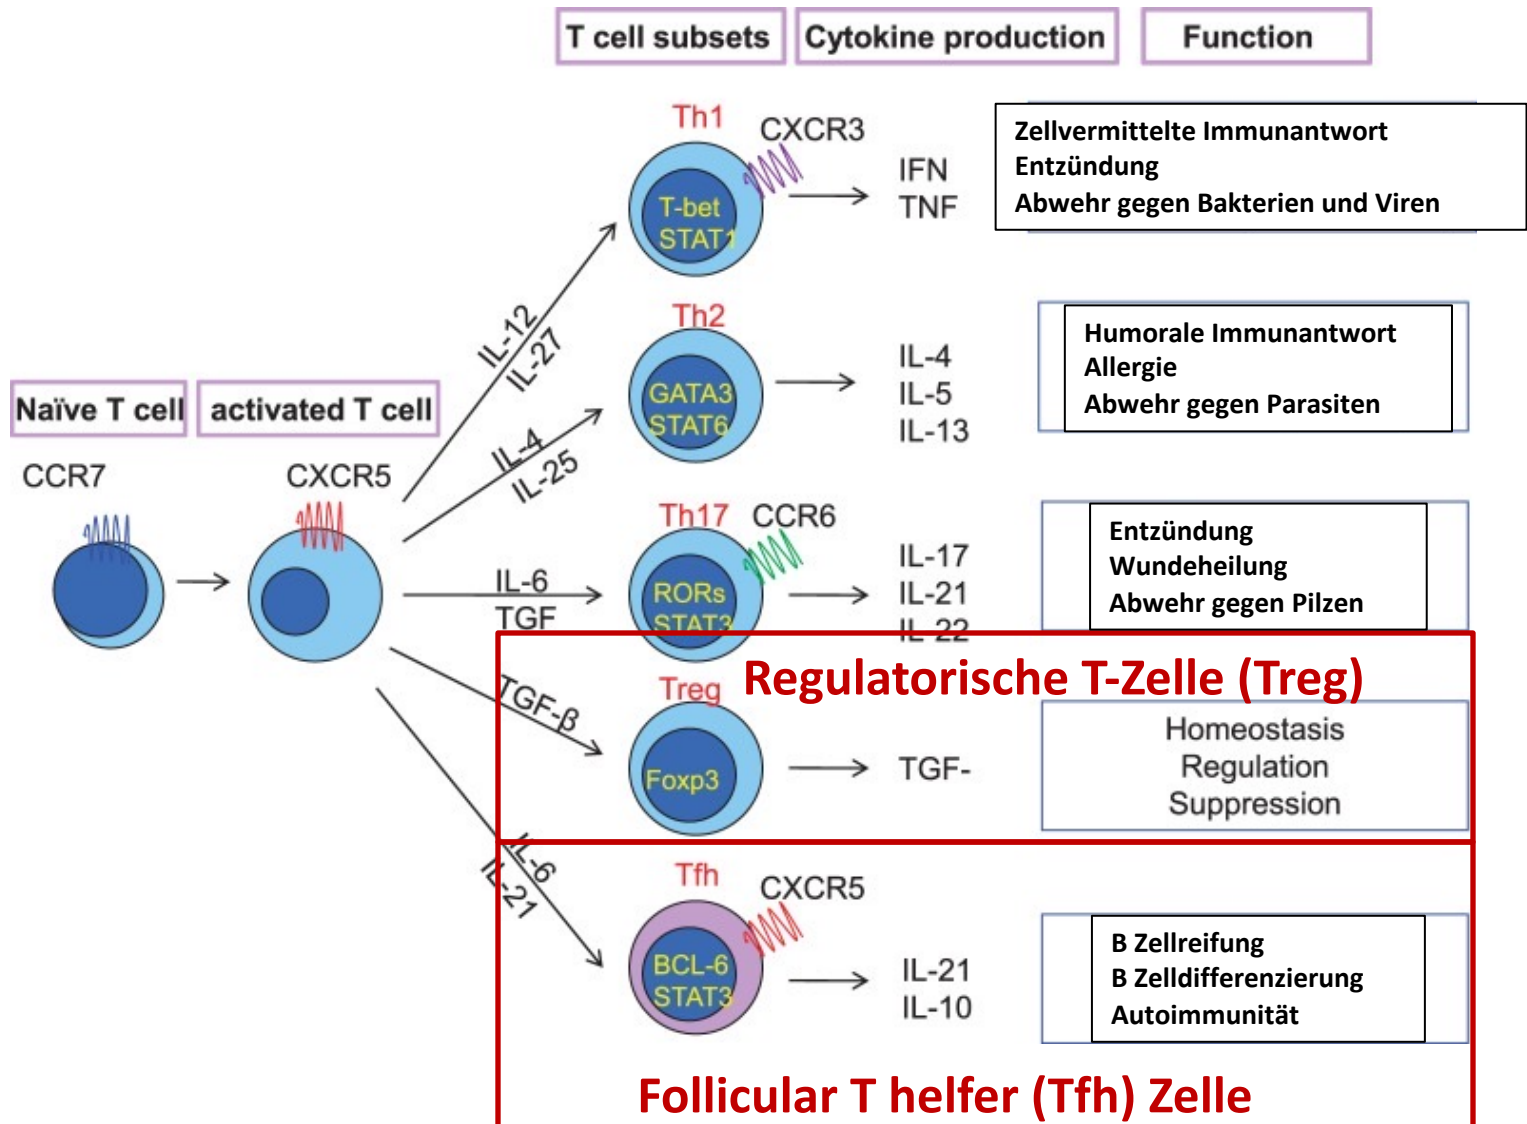 T cell subsets
Cytokine production
Function
Th1
CXCR3
T-bet
STAT1
IFN
TNF
Zellvermittelte Immunantwort
Entzündung
Abwehr gegen Bakterien und Viren
IL-12
IL-27
Th2
GATA3
STAT6
IL-4
IL-5
IL-13
Humorale Immunantwort
Allergie
Abwehr gegen Parasiten
Naïve T cell
activated T cell
CCR7
CXCR5
IL-4
IL-25
Th17
CCR6
RORs
STAT3
IL-17
IL-21
IL-22
Entzündung
Wundeheilung
Abwehr gegen Pilzen
IL-6
TGF
Regulatorische T-Zelle (Treg)
Treg
TGF-β
Foxp3
TGF-
Homeostasis
Regulation
Suppression
IL-6
IL-21
Tfh
CXCR5
BCL-6
STAT3
IL-21
IL-10
B Zellreifung
B Zelldifferenzierung
Autoimmunität
Follicular T helfer (Tfh) Zelle